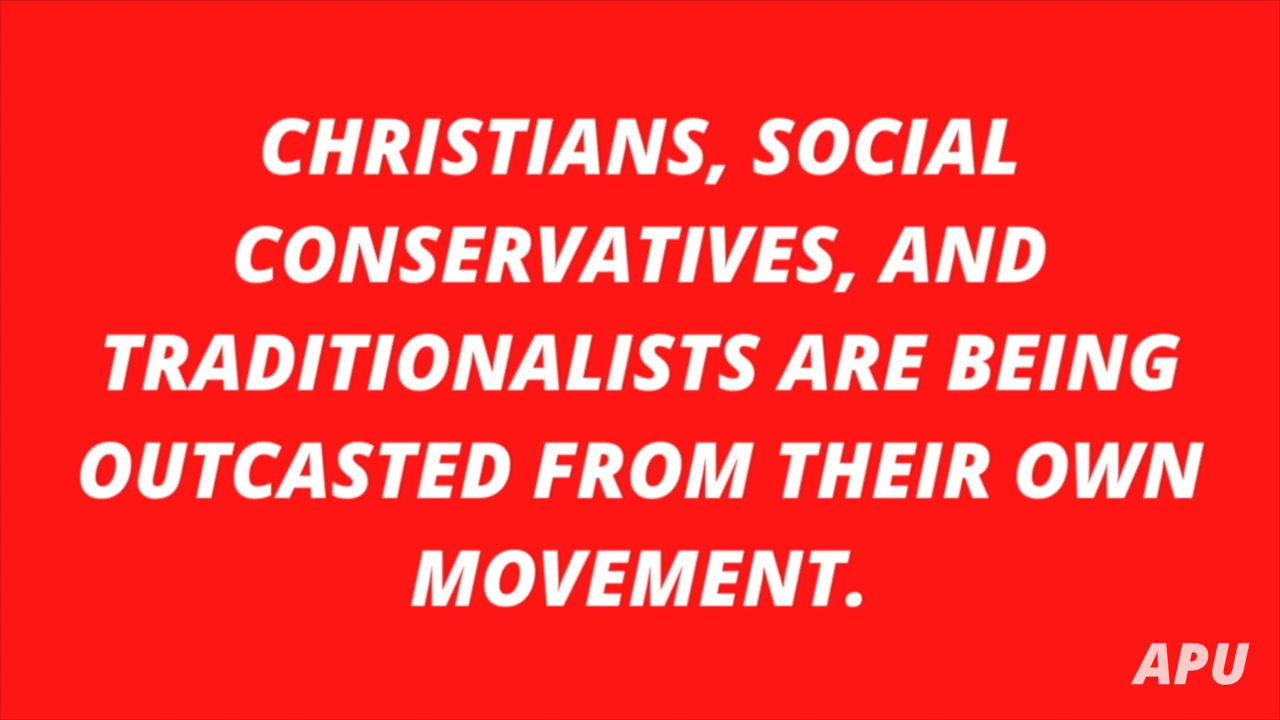 CHRISTIANS, SOCIAL
CONSERVATIVES, AND
TRADITIONALISTS ARE BEING
OUTCASTED FROM THEIR OWN
MOVEMENT.
APU